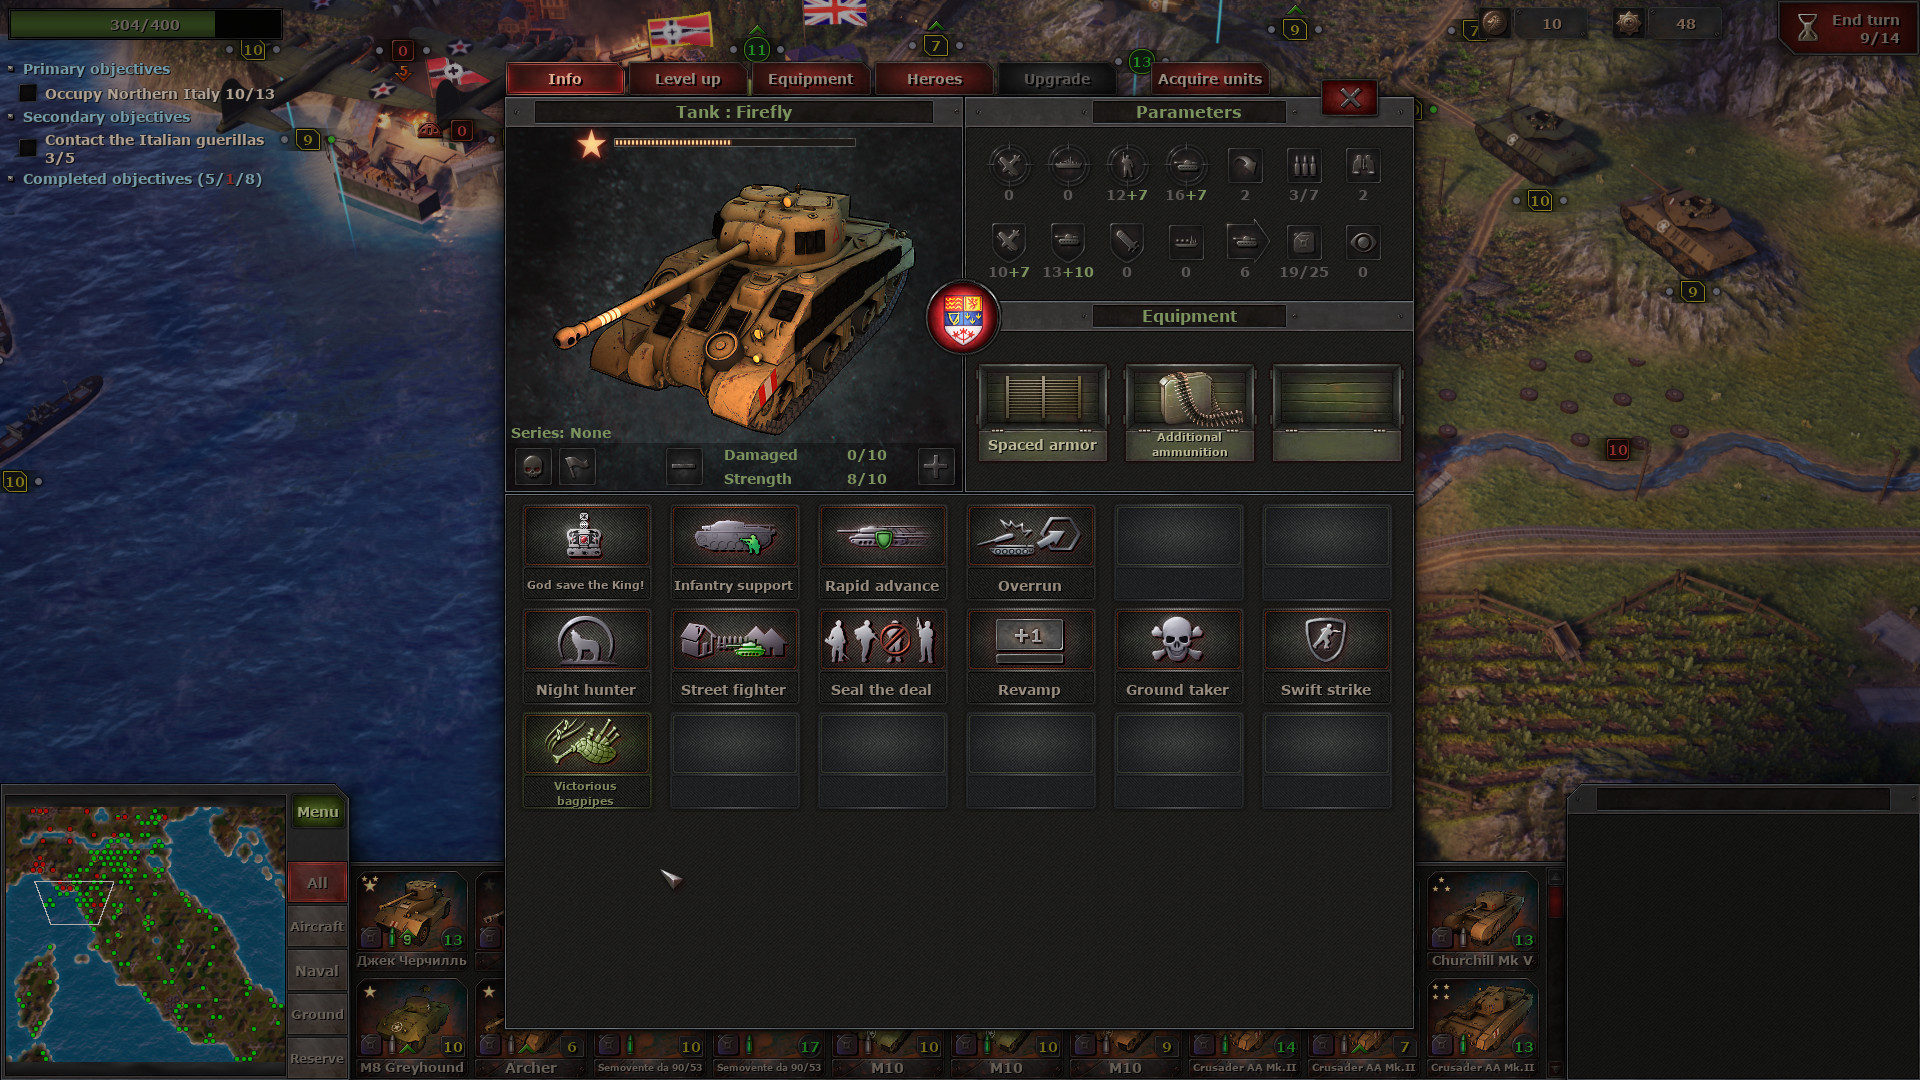 304/400
10
Primary objectives
Occupy Northern Italy 10/13
Secondary objectives
Contact the Italian guerillas
3/5
Completed objectives (5/1/8)
0
-5
0
9
11
7
13
9
7
10
48
End turn
9/14
Info
Level up
Equipment
Heroes
Upgrade
Acquire units
Tank : Firefly
Parameters
0
0
12+7
16+7
2
3/7
2
10+7
13+10
0
0
6
19/25
0
Equipment
Spaced armor
Additional
ammunition
Series: None
Damaged 0/10
Strength 8/10
God save the King!
Infantry support
Rapid advance
Overrun
Night hunter
Street fighter
Seal the deal
+1
Revamp
Ground taker
Swift strike
Victorious
bagpipes
10
9
10
10
Menu
All
Aircraft
Naval
Ground
Reserve
9
13
Джек Черчилль
10
M8 Greyhound
6
Archer
10
Semovente da 90/53
17
Semovente da 90/53
10
M10
10
M10
9
M10
14
Crusader AA Mk.II
7
Crusader AA Mk.II
13
Churchill Mk V
13
Crusader AA Mk.II